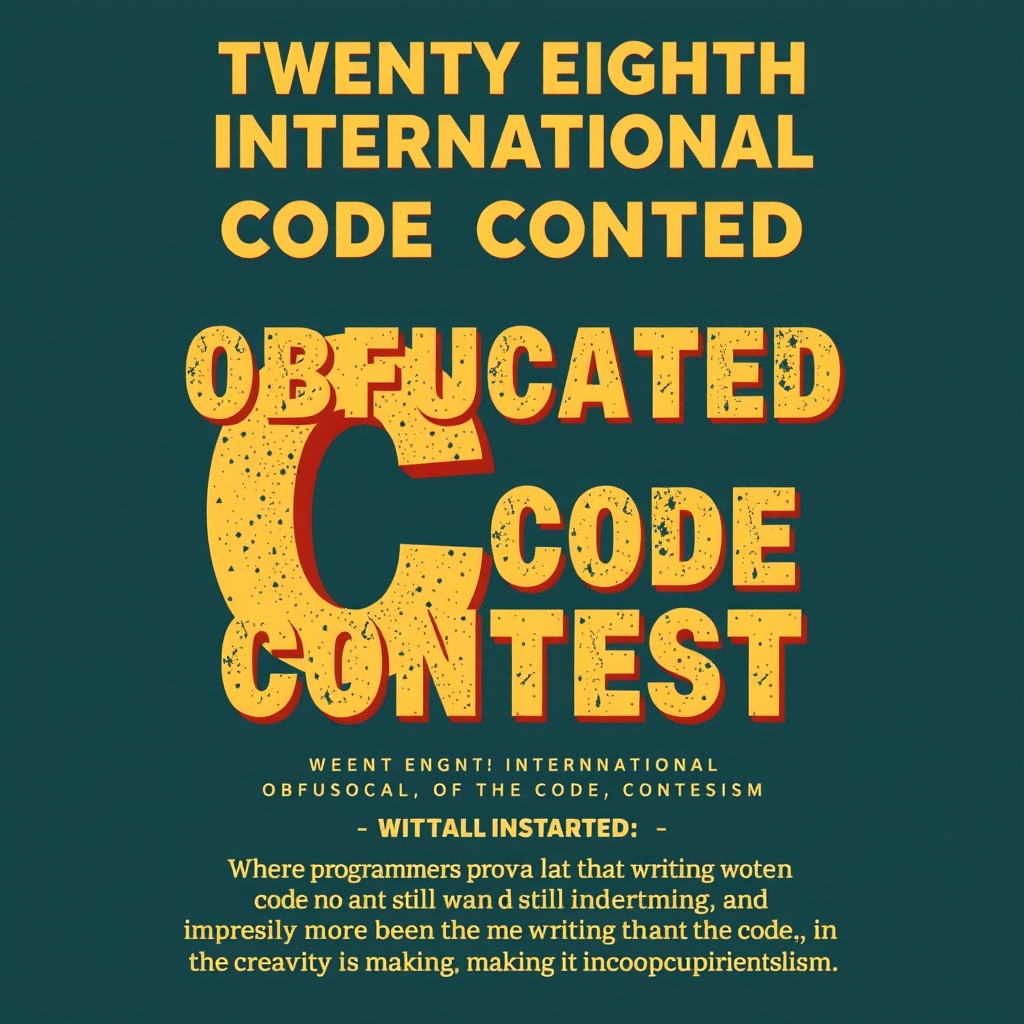 TWENTY EIGHTH
INTERNATIONAL
CODE CONTED
OBFUCATED
C CODE
CONTEST
WEENT ENGNT! INTERNNATIONAL
OBFUSOCAL, OF THE CODE, CONTESISM
- WITTALL INSTARTED: -
Where programmers prova lat that writing woten
code no ant still wan d still indertming, and
impresily more been the me writing thant the code,, in
the creavity is making, making it incoopcupirientslism.